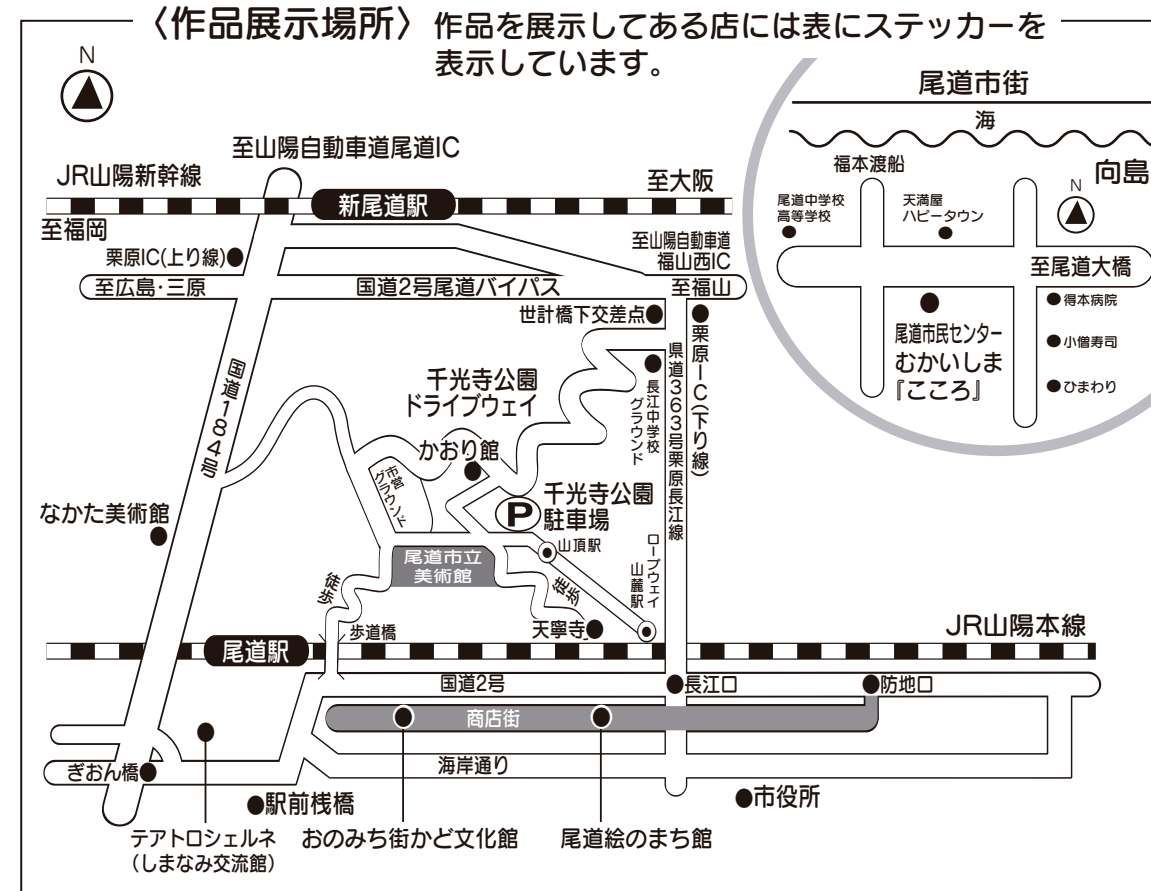 〈作品展示場所〉作品を展示してある店には表にステッカーを
表示しています。
N
至山陽自動車道尾道IC
JR山陽新幹線
至大阪
新尾道駅
至福岡
栗原IC(上り線)
至山陽自動車道
福山西IC
至広島・三原
国道2号尾道バイパス
至福山
世計橋下交差点
栗原IC(下り線)
県道363号栗原長江線
長江中学校
グラウンド
国道184号
千光寺公園
ドライブウェイ
かおり館
市営
グラウンド
P
千光寺公園
駐車場
なかた美術館
山頂駅
尾道市立
美術館
ロープウェイ
山麓駅
徒歩
徒歩
歩道橋
天寧寺
JR山陽本線
尾道駅
国道2号
長江口
防地口
商店街
海岸通り
ぎおん橋
駅前桟橋
市役所
テアトロシェルネ
(しまなみ交流館)
おのみち街かど文化館
尾道絵のまち館
尾道市街
海
福本渡船
向島
N
尾道中学校
高等学校
天満屋
ハピータウン
至尾道大橋
得本病院
尾道市民センター
むかいしま
『こころ』
小僧寿司
ひまわり